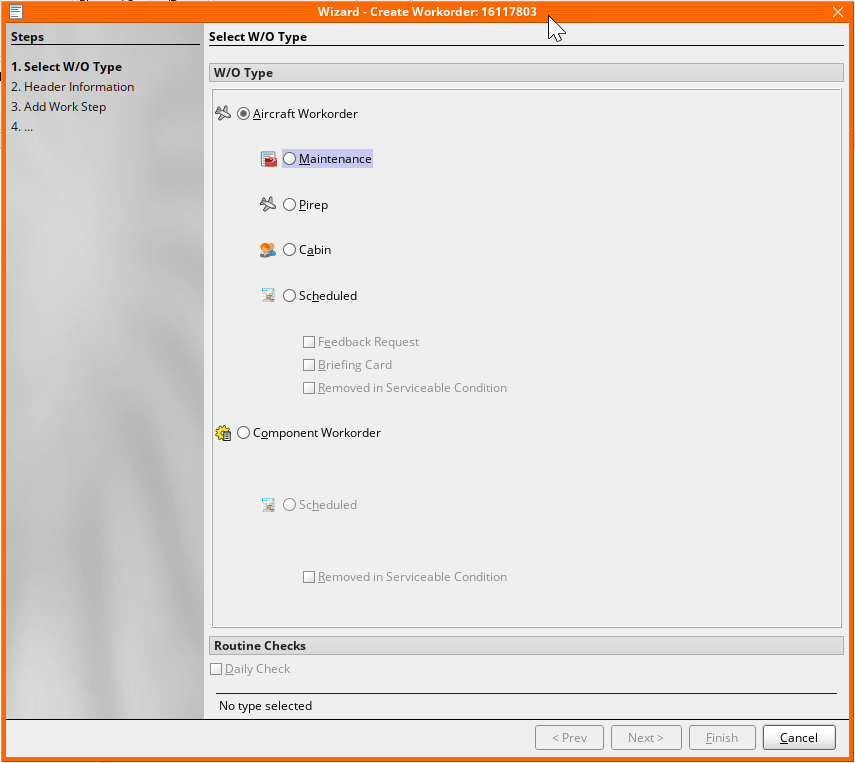 Wizard - Create Workorder: 16117803
Steps
1. Select W/O Type
2. Header Information
3. Add Work Step
4. ...
Select W/O Type
W/O Type
Aircraft Workorder
Maintenance
Pirep
Cabin
Scheduled
Feedback Request
Briefing Card
Removed in Serviceable Condition
Component Workorder
Scheduled
Removed in Serviceable Condition
Routine Checks
Daily Check
No type selected
< Prev
Next >
Finish
Cancel